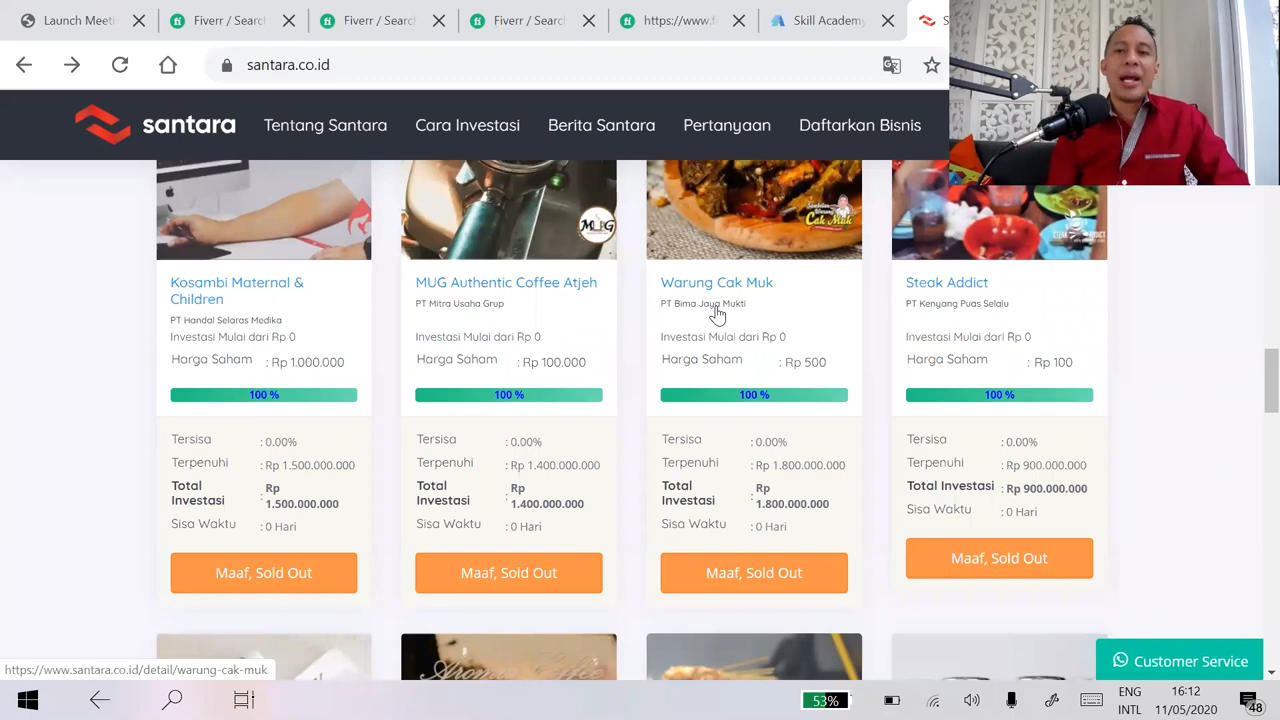 Launch Meeti
Fiverr / Searc
Fiverr / Searc
Fiverr / Searc
https://www.f
Skill Academy
S
santara.co.id
santara
Tentang Santara
Cara Investasi
Berita Santara
Pertanyaan
Daftarkan Bisnis
MUG
Warung
Cak Muk
Kosambi Maternal &
Children
PT Handal Selaras Medika
Investasi Mulai dari Rp 0
Harga Saham : Rp 1.000.000
100 %
Tersisa : 0.00%
Terpenuhi : Rp 1.500.000.000
Total Investasi : Rp 1.500.000.000
Sisa Waktu : 0 Hari
Maaf, Sold Out
MUG Authentic Coffee Atjeh
PT Mitra Usaha Grup
Investasi Mulai dari Rp 0
Harga Saham : Rp 100.000
100 %
Tersisa : 0.00%
Terpenuhi : Rp 1.400.000.000
Total Investasi : Rp 1.400.000.000
Sisa Waktu : 0 Hari
Maaf, Sold Out
Warung Cak Muk
PT Bima Jaya Mukti
Investasi Mulai dari Rp 0
Harga Saham : Rp 500
100 %
Tersisa : 0.00%
Terpenuhi : Rp 1.800.000.000
Total Investasi : Rp 1.800.000.000
Sisa Waktu : 0 Hari
Maaf, Sold Out
Steak Addict
PT Kenyang Puas Selalu
Investasi Mulai dari Rp 0
Harga Saham : Rp 100
100 %
Tersisa : 0.00%
Terpenuhi : Rp 900.000.000
Total Investasi : Rp 900.000.000
Sisa Waktu : 0 Hari
Maaf, Sold Out
Customer Service
https://www.santara.co.id/detail/warung-cak-muk
53%
ENG
INTL
16:12
11/05/2020
48